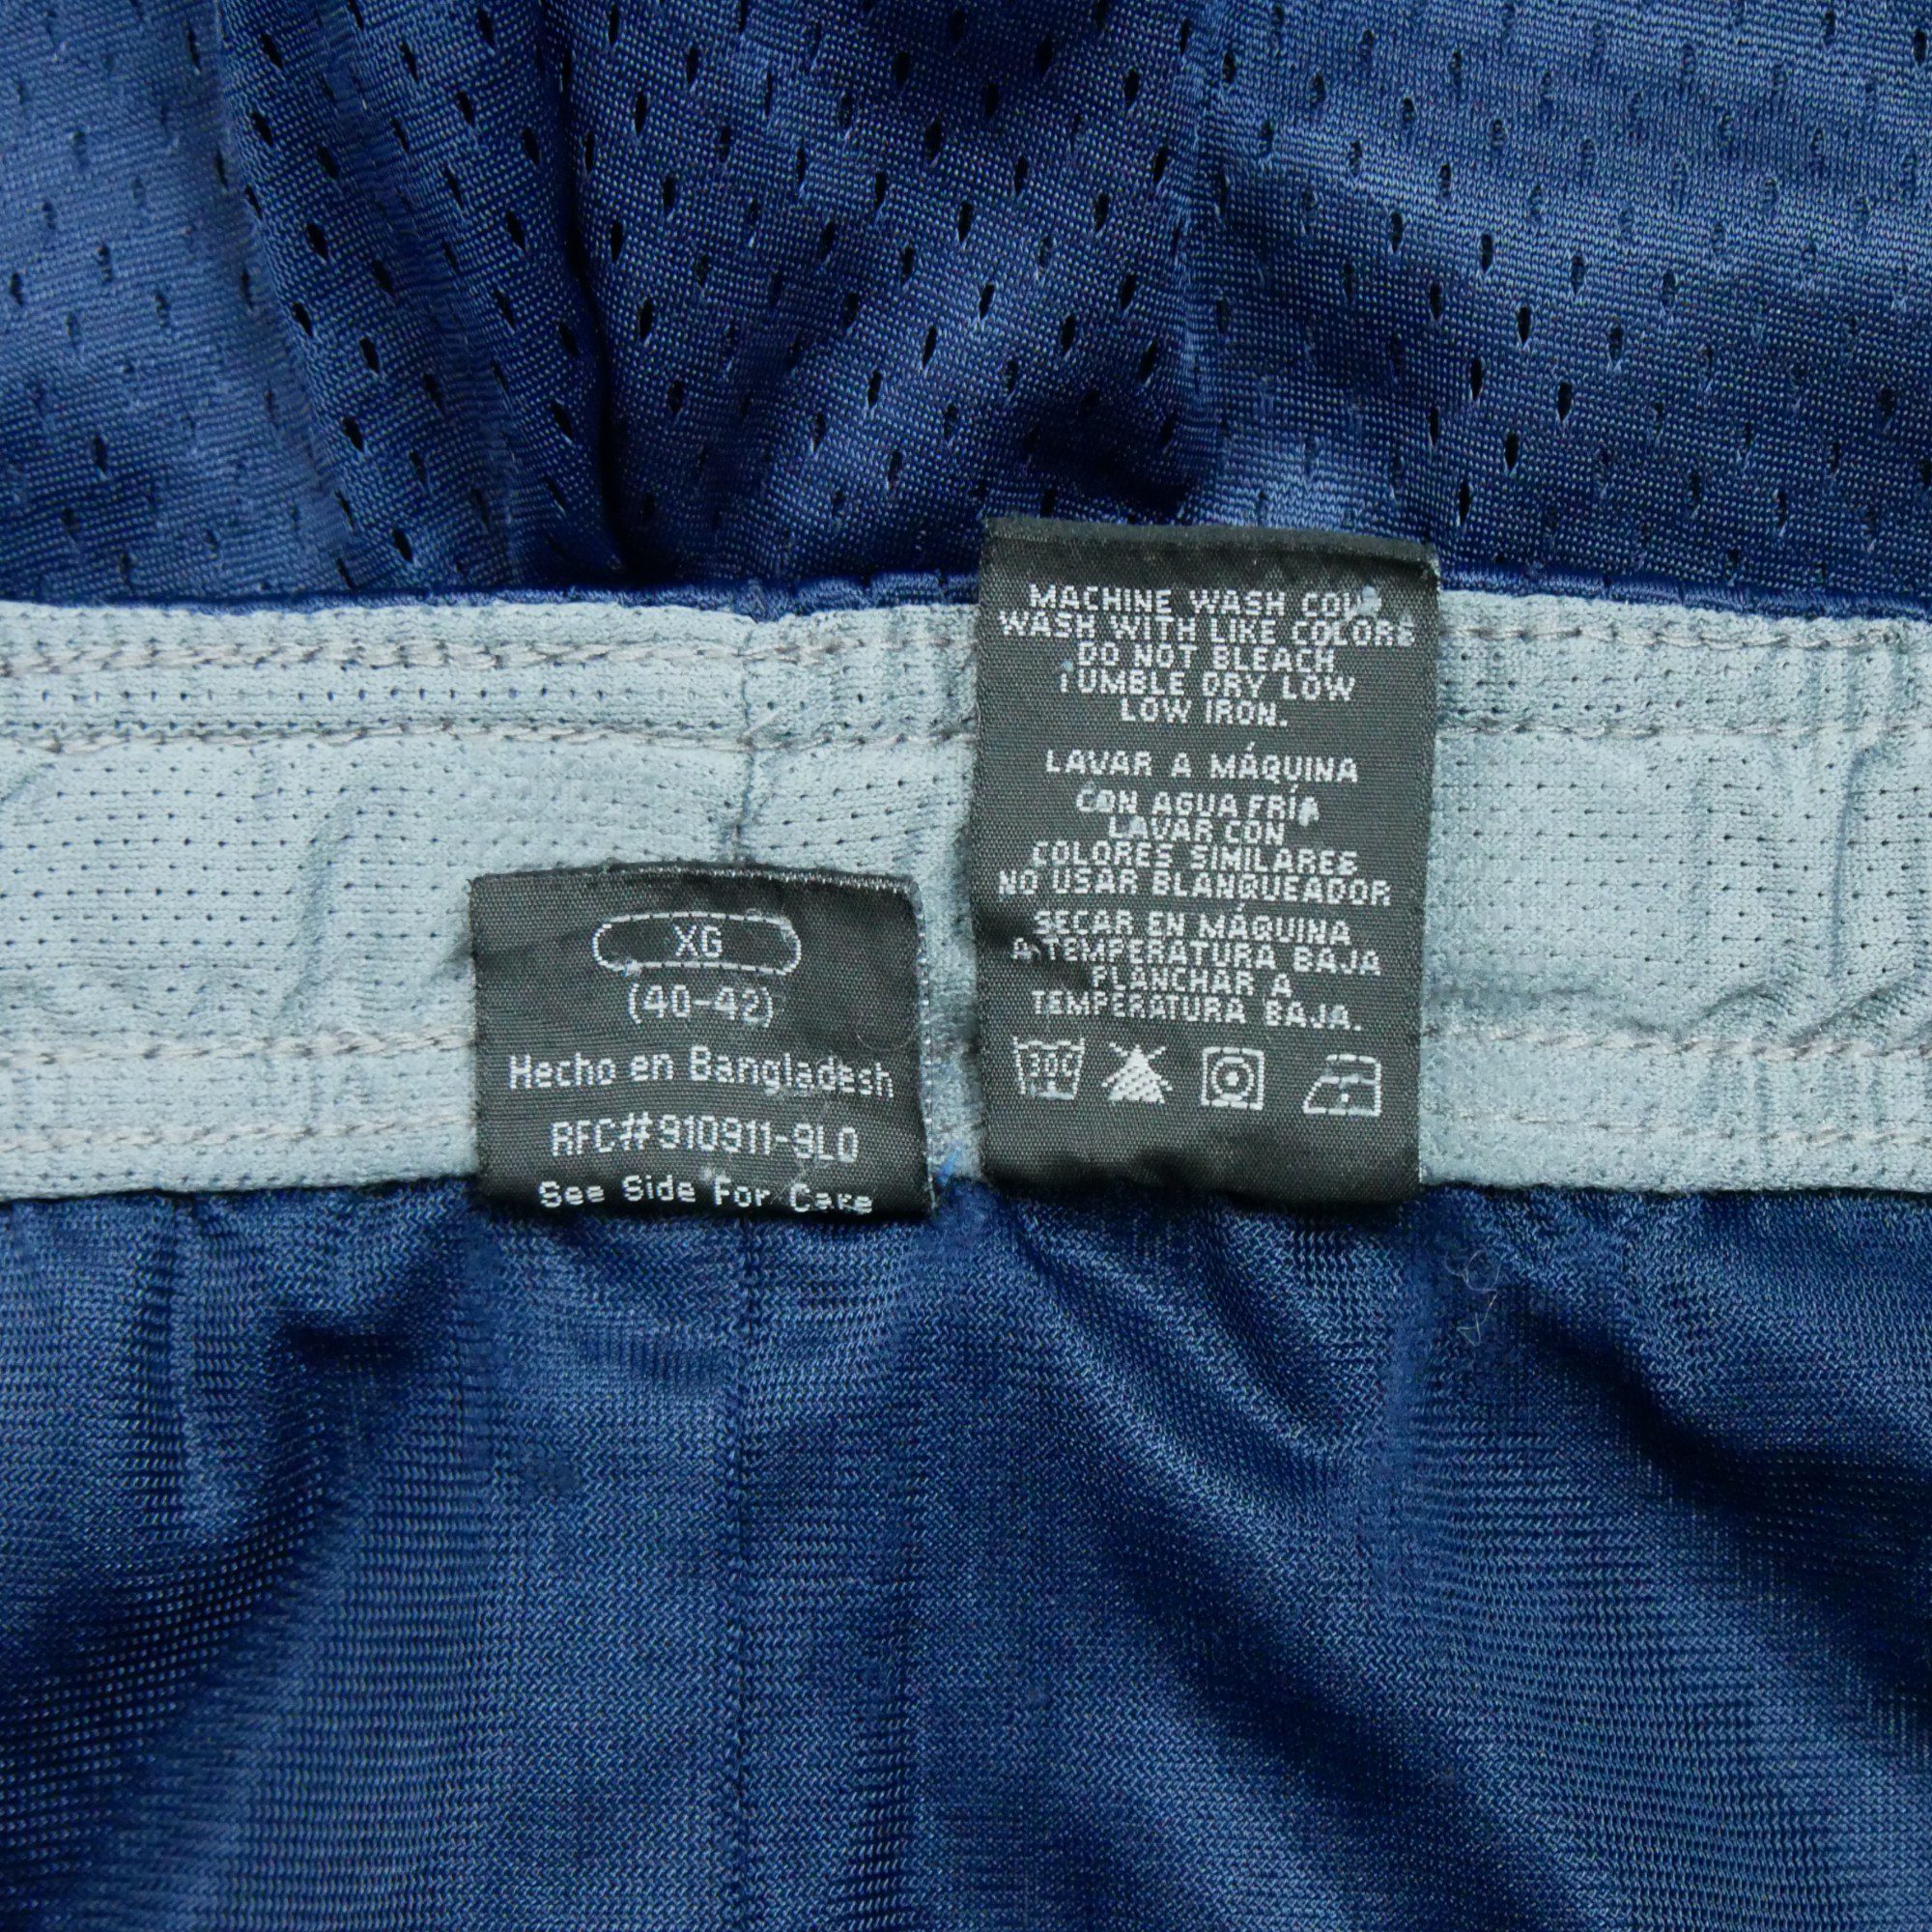 XG
(40-42)
Hecho en Bangladesh
RFC#910911-9L0
See Side For Care
MACHINE WASH COLD
WASH WITH LIKE COLORS
DO NOT BLEACH
TUMBLE DRY LOW
LOW IRON.
LAVAR A MÁQUINA
CON AGUA FRÍA
LAVAR CON
COLORES SIMILARES
NO USAR BLANQUEADOR
SECAR EN MÁQUINA
A TEMPERATURA BAJA
PLANCHAR A
TEMPERATURA BAJA.
30C